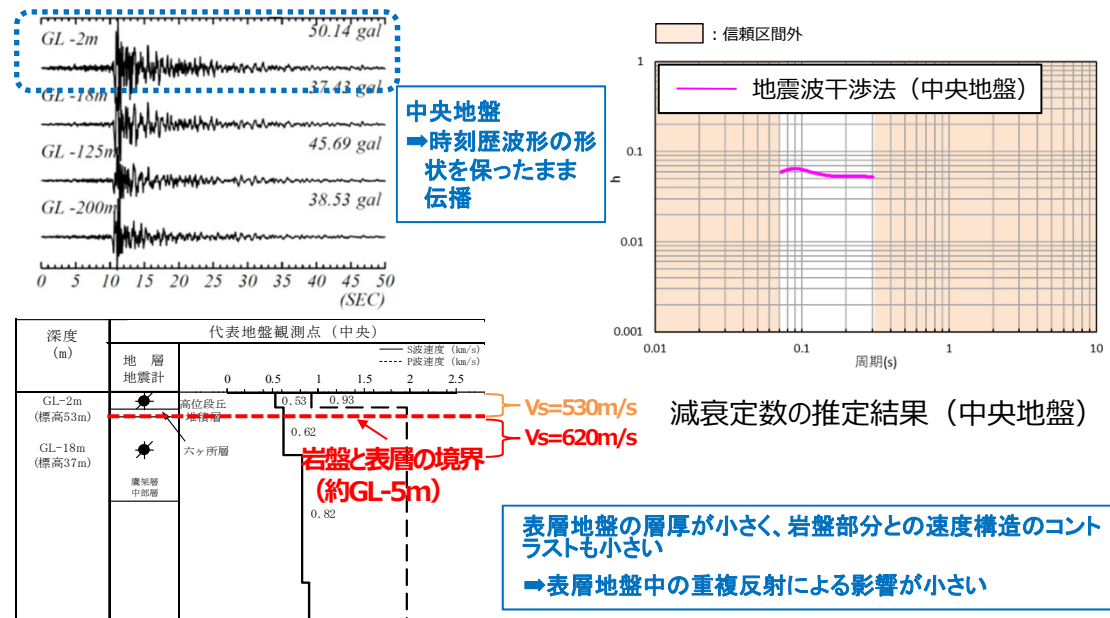 GL -2m
50.14 gal
GL -18m
37.43 gal
GL -125m
45.69 gal
GL -200m
38.53 gal
0 5 10 15 20 25 30 35 40 45 50
(SEC)
中央地盤
➡時刻歴波形の形
状を保ったまま
伝播
：信頼区間外
地震波干渉法（中央地盤）
1
0.1
0.01
0.001
h
0.01 0.1 1 10
周期(s)
減衰定数の推定結果（中央地盤）
深度
(m)
代表地盤観測点（中央）
地 層
地震計
S波速度 (km/s)
P波速度 (km/s)
0 0.5 1 1.5 2 2.5
GL-2m
(標高53m)
高位段丘
堆積層
0.53
0.93
Vs=530m/s
GL-18m
(標高37m)
六ヶ所層
0.62
Vs=620m/s
岩盤と表層の境界
（約GL-5m）
鷹架層
中部層
0.82
表層地盤の層厚が小さく、岩盤部分との速度構造のコント
ラストも小さい
➡表層地盤中の重複反射による影響が小さい